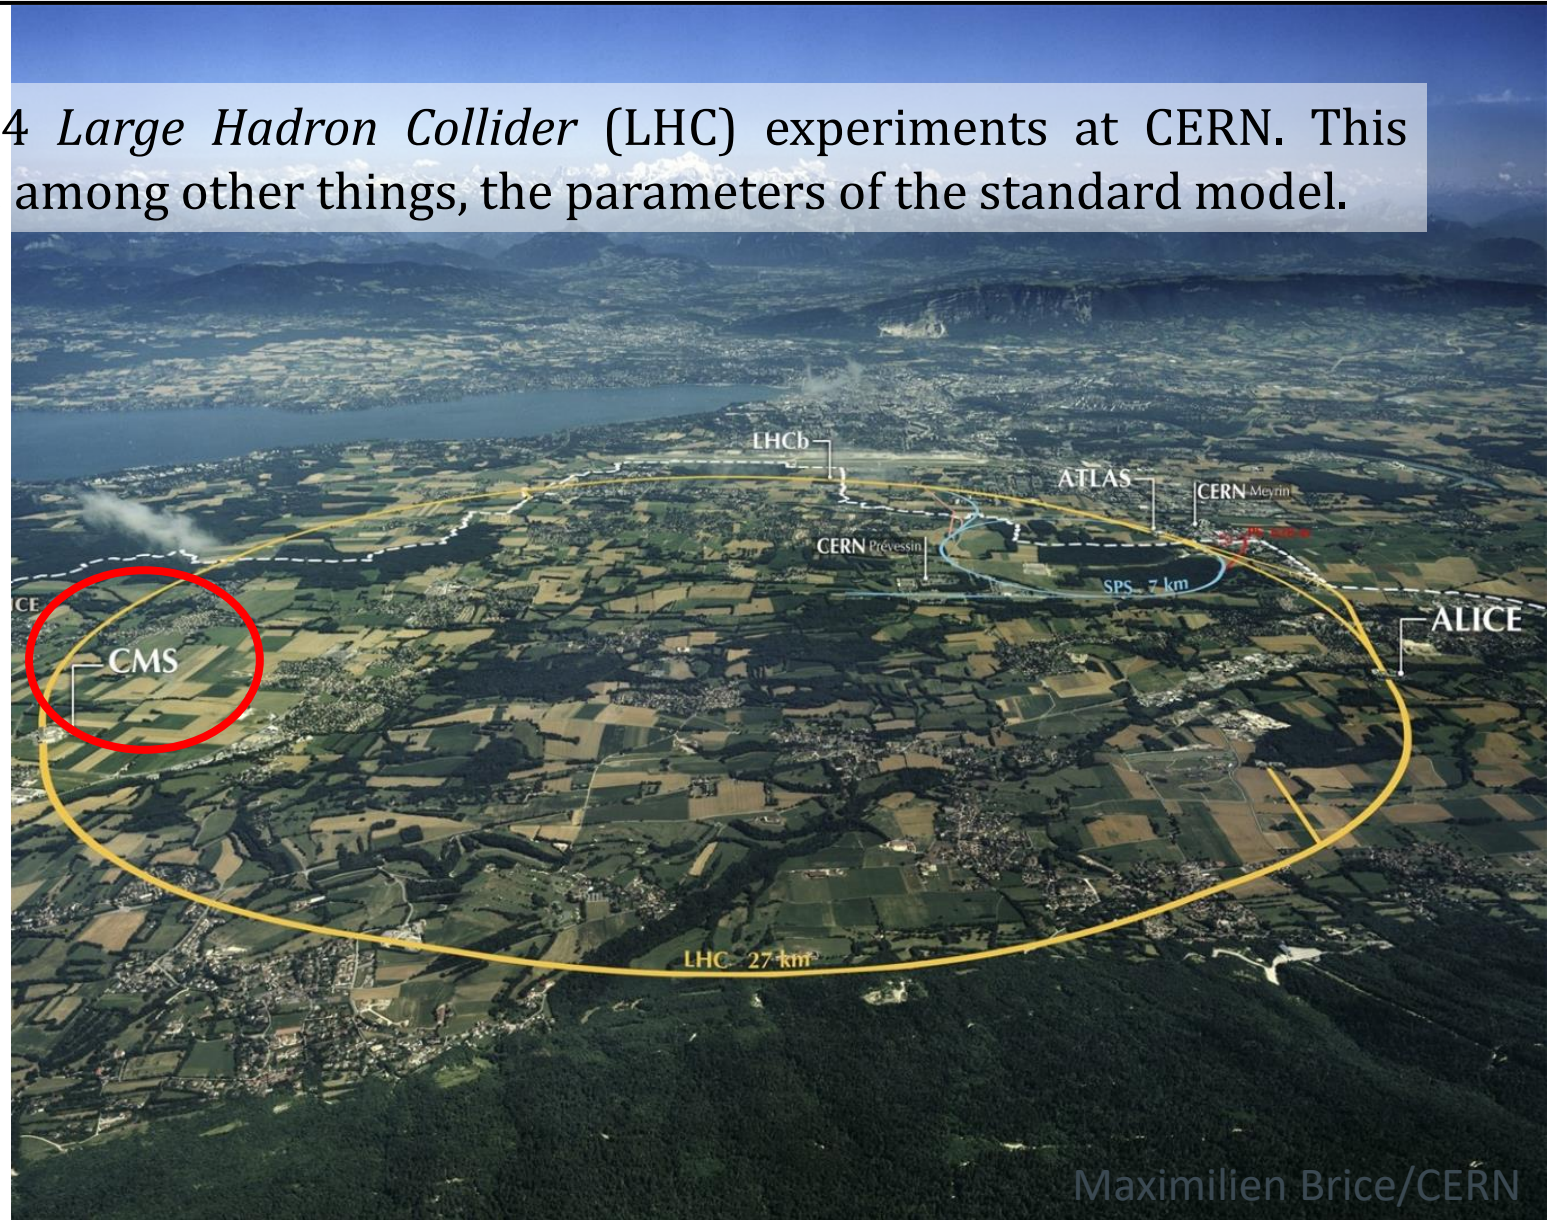 4 Large Hadron Collider (LHC) experiments at CERN. This
among other things, the parameters of the standard model.
LHCb
ATLAS
CERN Meyrin
CERN Prévessin
SPS 7 km
ICE
ALICE
CMS
LHC 27 km
Maximilien Brice/CERN